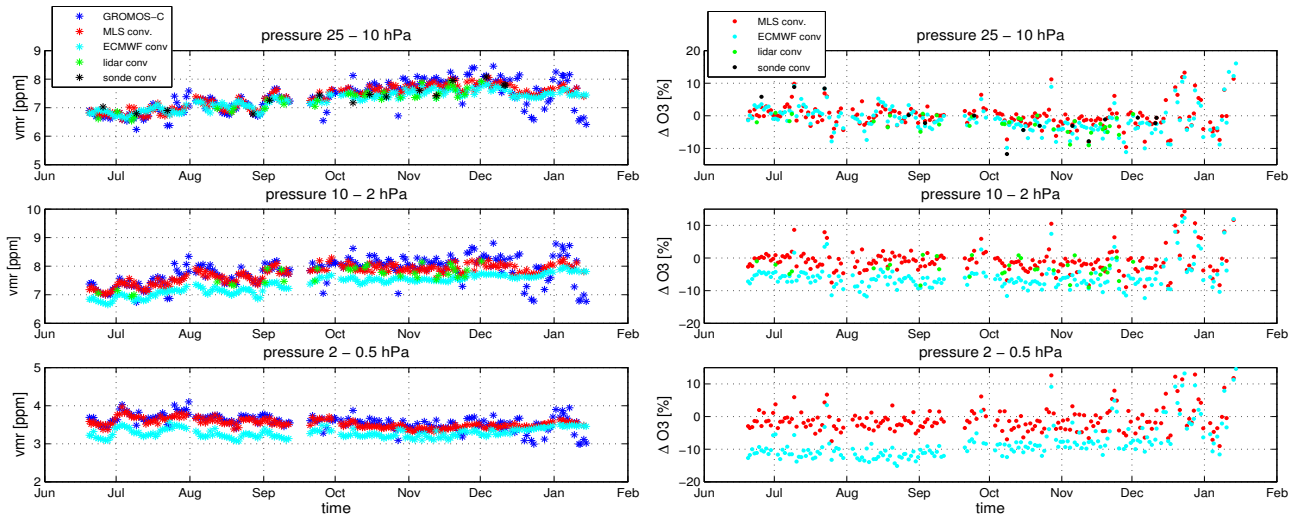 GROMOS-C
MLS conv.
ECMWF conv
lidar conv
sonde conv
pressure 25 − 10 hPa
vmr [ppm]
9
8
7
6
5
Jun Jul Aug Sep Oct Nov Dec Jan Feb
pressure 10 − 2 hPa
vmr [ppm]
10
9
8
7
6
Jun Jul Aug Sep Oct Nov Dec Jan Feb
pressure 2 − 0.5 hPa
vmr [ppm]
5
4
3
2
Jun Jul Aug Sep Oct Nov Dec Jan Feb
time
MLS conv.
ECMWF conv
lidar conv
sonde conv
pressure 25 − 10 hPa
Δ O3 [%]
20
10
0
−10
Jun Jul Aug Sep Oct Nov Dec Jan Feb
pressure 10 − 2 hPa
Δ O3 [%]
10
0
−10
−20
Jun Jul Aug Sep Oct Nov Dec Jan Feb
pressure 2 − 0.5 hPa
Δ O3 [%]
10
0
−10
−20
Jun Jul Aug Sep Oct Nov Dec Jan Feb
time